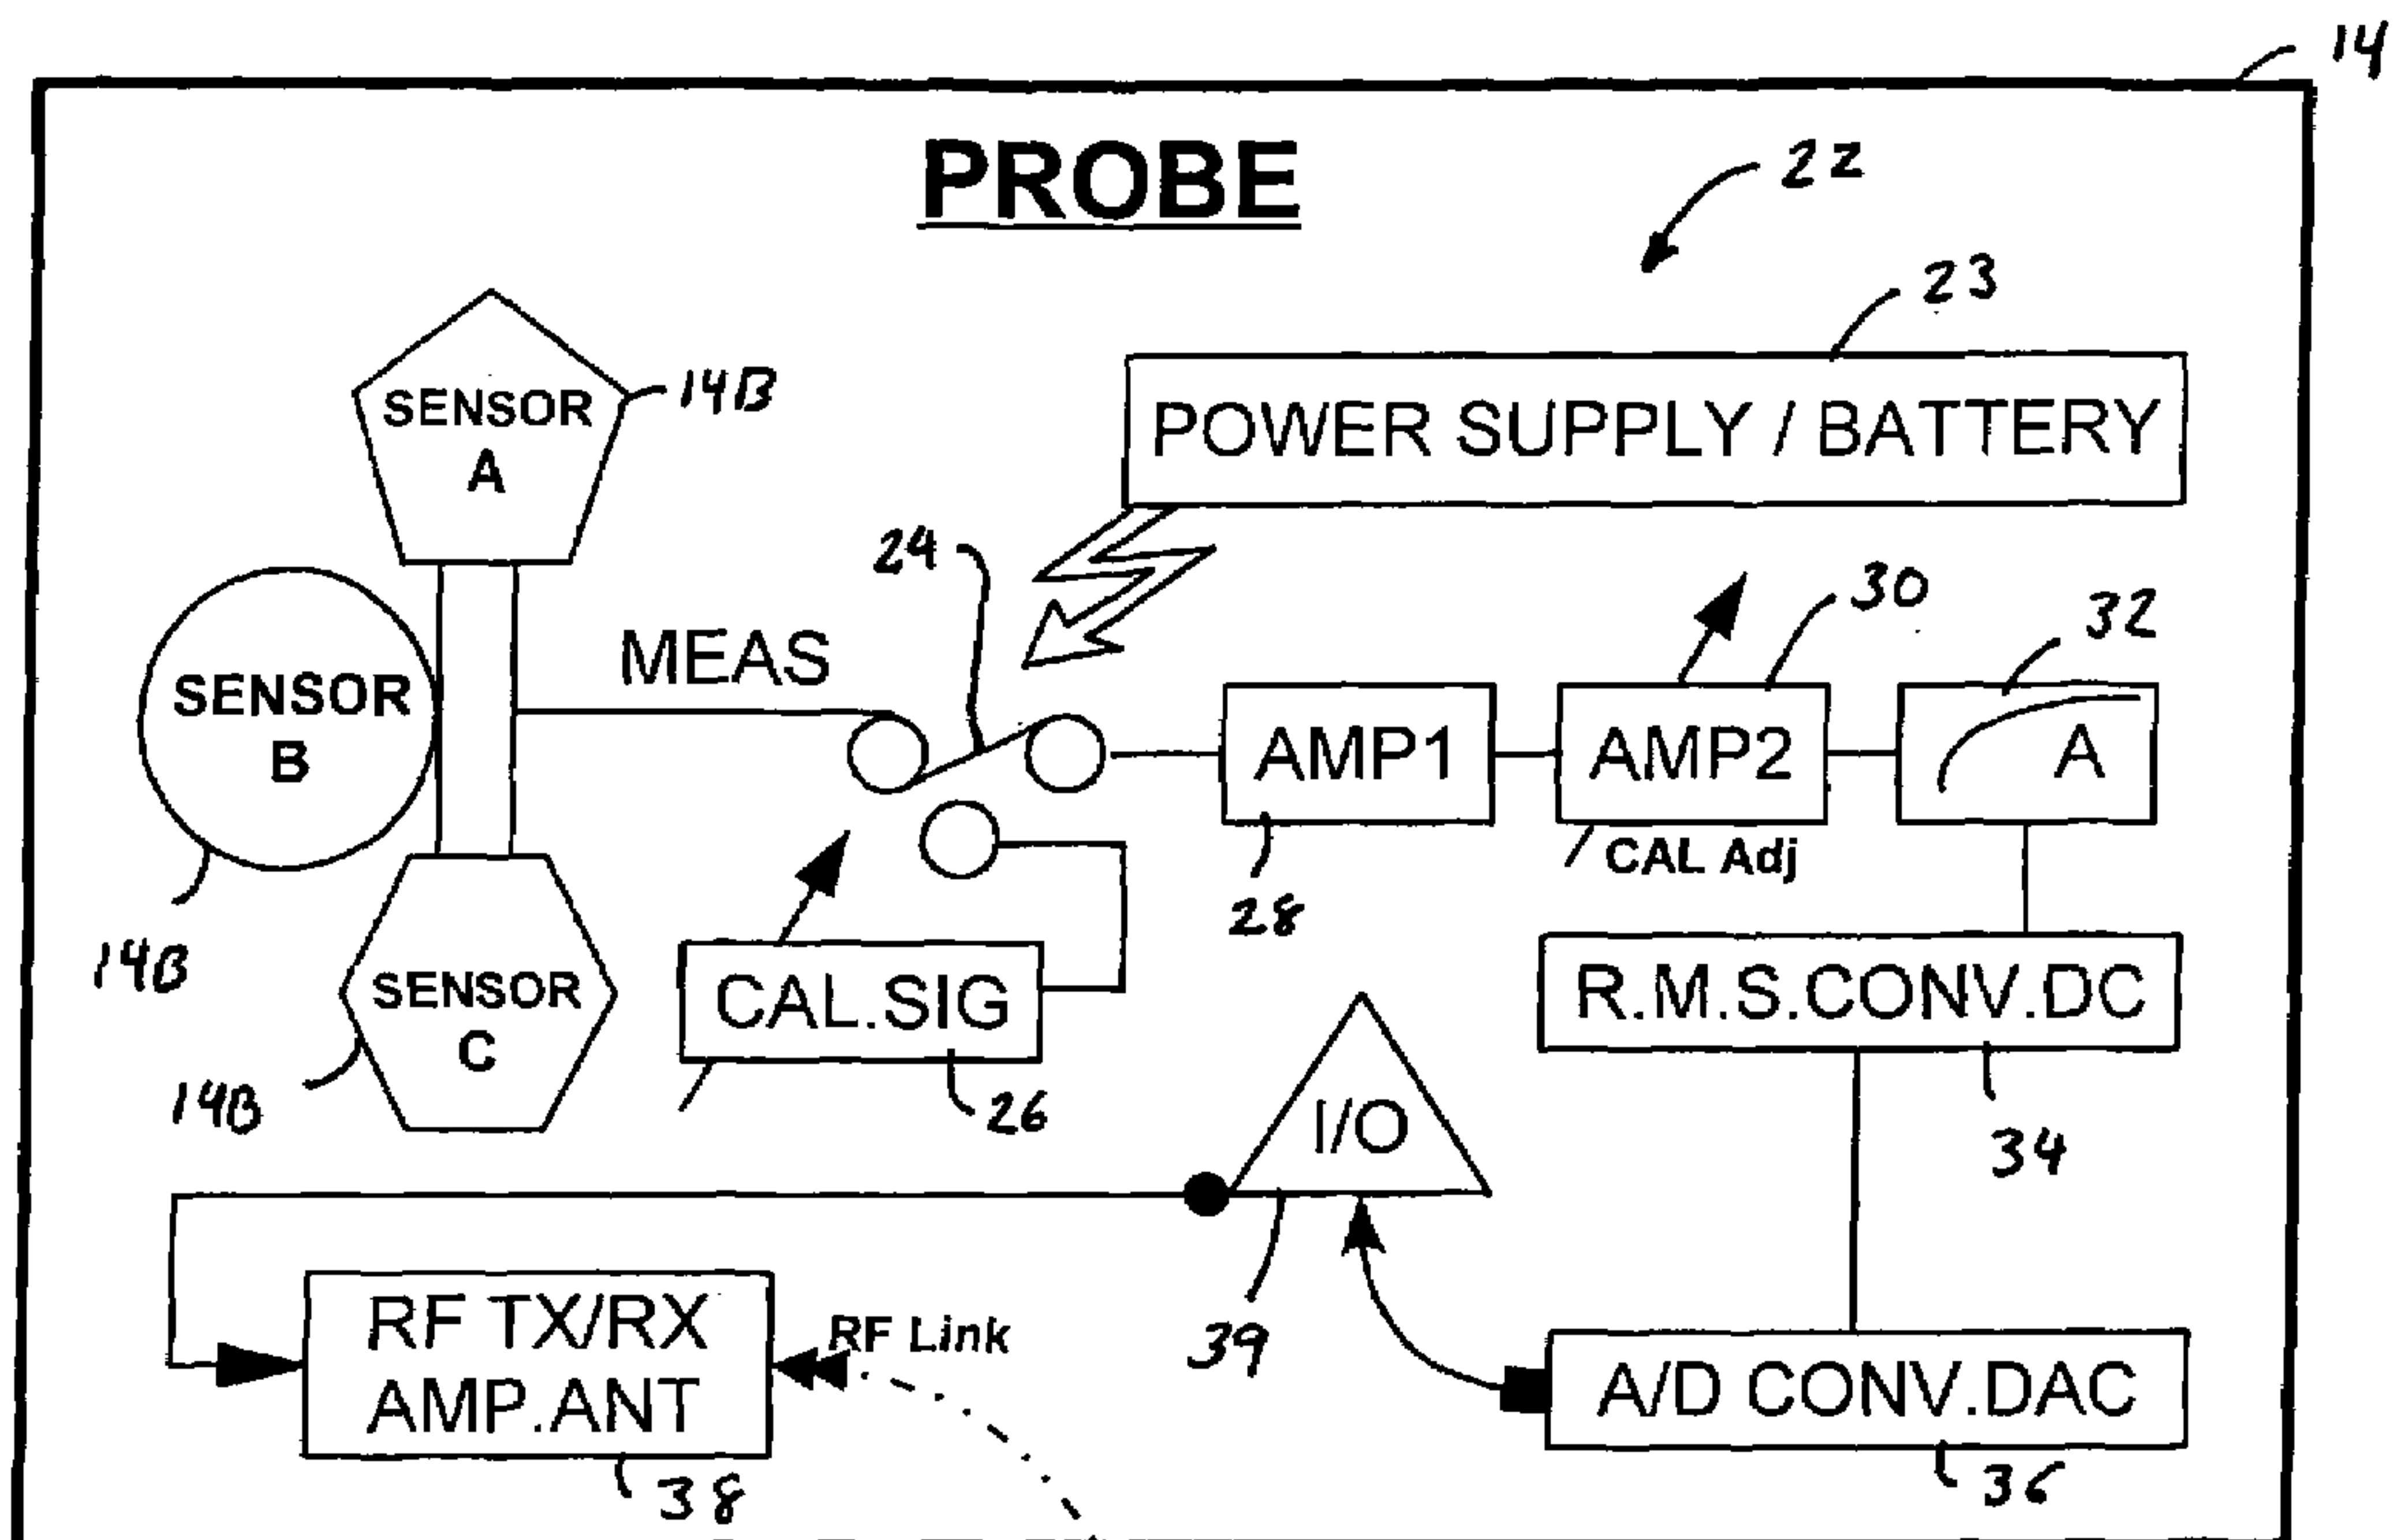 14
PROBE
22
23
SENSOR
A
14B
POWER SUPPLY / BATTERY
24
30
32
MEAS
SENSOR
B
AMP1
AMP2
A
CAL Adj
28
14B
SENSOR
C
CAL.SIG
R.M.S.CONV.DC
14B
26
I/O
34
RF TX/RX
AMP.ANT
RF Link
39
A/D CONV.DAC
38
36